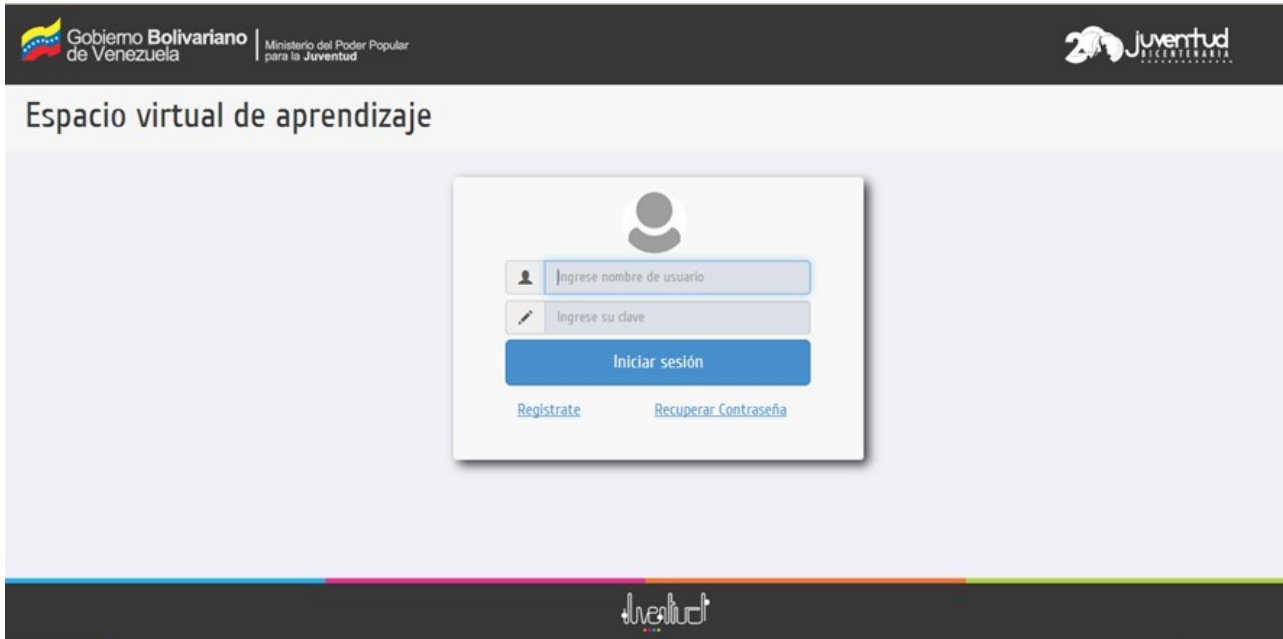 Gobierno Bolivariano
de Venezuela
Ministerio del Poder Popular
para la Juventud
200 juventud
BICENTENARIA
Espacio virtual de aprendizaje
Ingrese nombre de usuario
Ingrese su clave
Iniciar sesión
Registrate
Recuperar Contraseña
Juventud